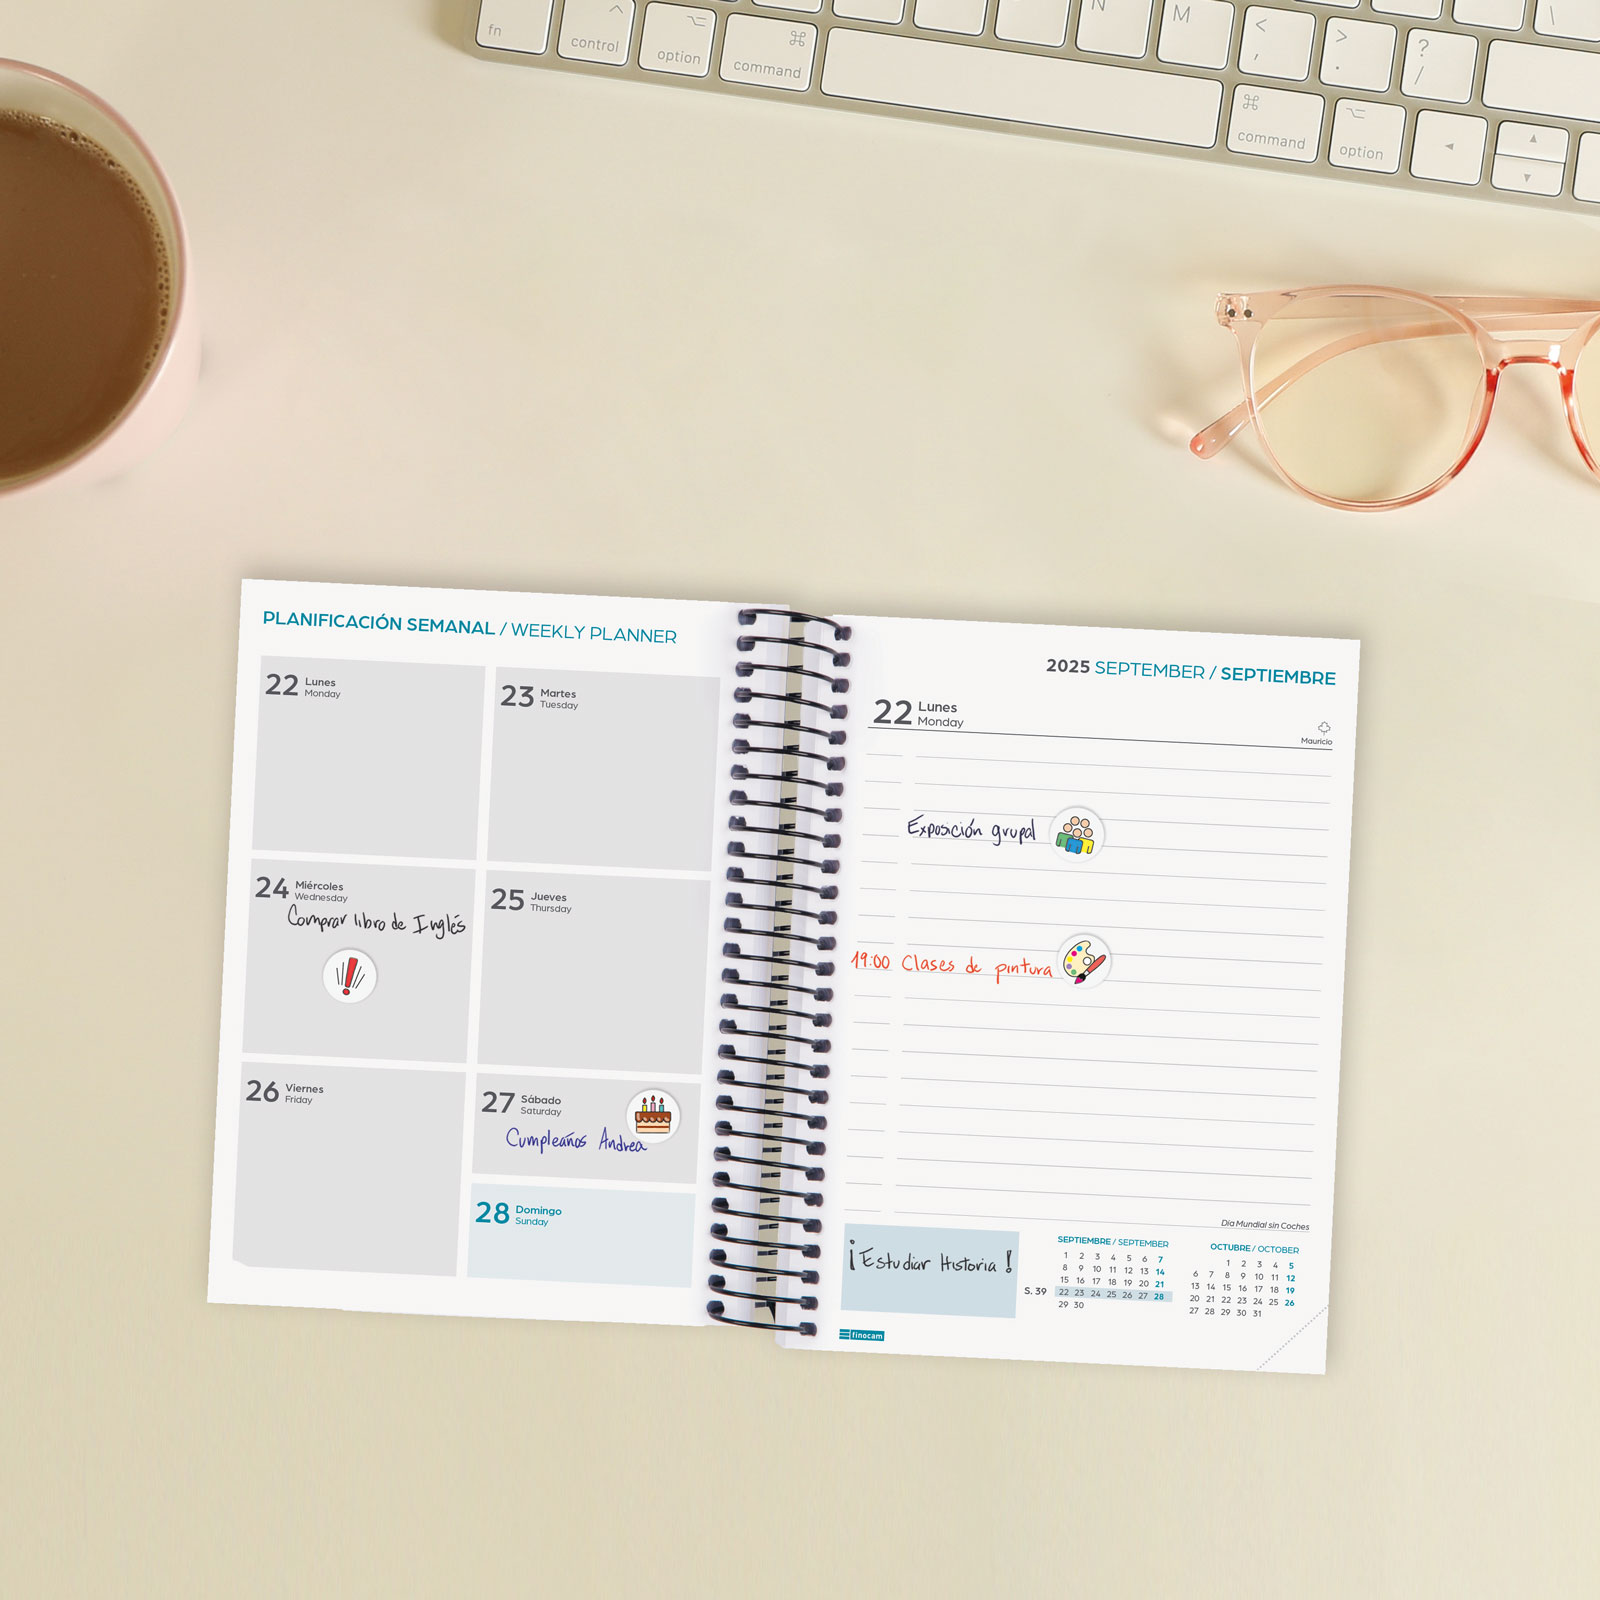 fn
control
option
command
N
M
<
,
>
.
?
/
\
command
option
PLANIFICACIÓN SEMANAL / WEEKLY PLANNER
22 Lunes
Monday
23 Martes
Tuesday
24 Miércoles
Wednesday
Comprar libro de Inglés
25 Jueves
Thursday
26 Viernes
Friday
27 Sábado
Saturday
Cumpleaños Andrea
28 Domingo
Sunday
2025 SEPTEMBER / SEPTIEMBRE
22 Lunes
Monday
Mauricio
Exposición grupal
19:00 Clases de pintura
Día Mundial sin Coches
¡Estudiar Historia!
SEPTIEMBRE / SEPTEMBER
1 2 3 4 5 6 7
8 9 10 11 12 13 14
15 16 17 18 19 20 21
S. 39 22 23 24 25 26 27 28
29 30
OCTUBRE / OCTOBER
1 2 3 4 5
6 7 8 9 10 11 12
13 14 15 16 17 18 19
20 21 22 23 24 25 26
27 28 29 30 31
finocam